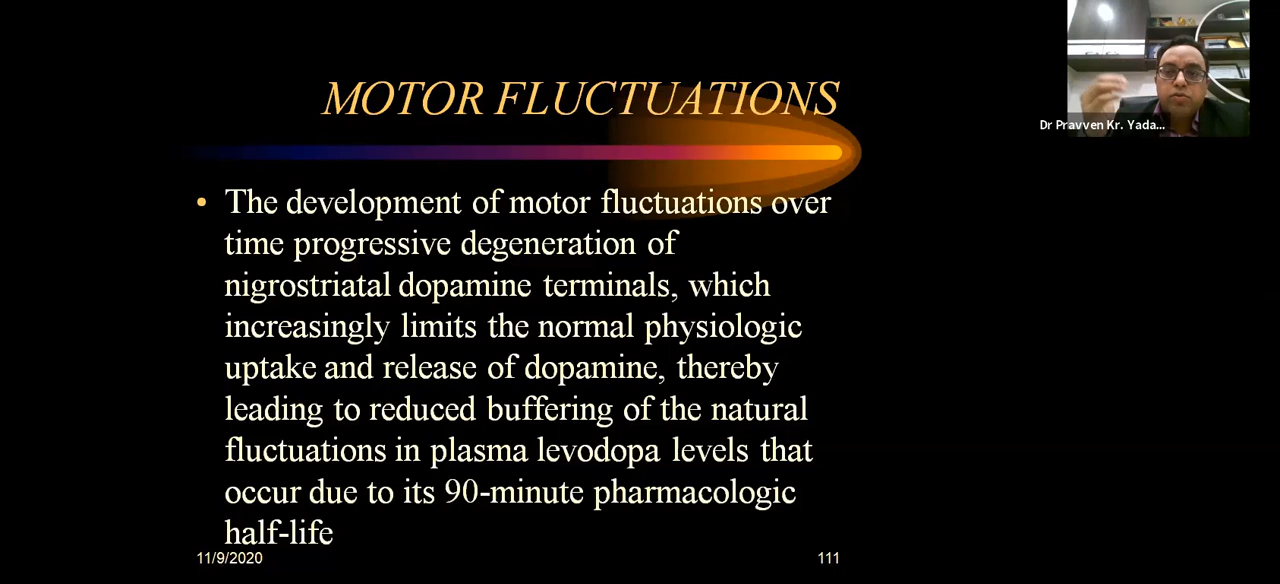 MOTOR FLUCTUATIONS
• The development of motor fluctuations over
time progressive degeneration of
nigrostriatal dopamine terminals, which
increasingly limits the normal physiologic
uptake and release of dopamine, thereby
leading to reduced buffering of the natural
fluctuations in plasma levodopa levels that
occur due to its 90-minute pharmacologic
half-life
11/9/2020
111
Dr Pravven Kr. Yada...